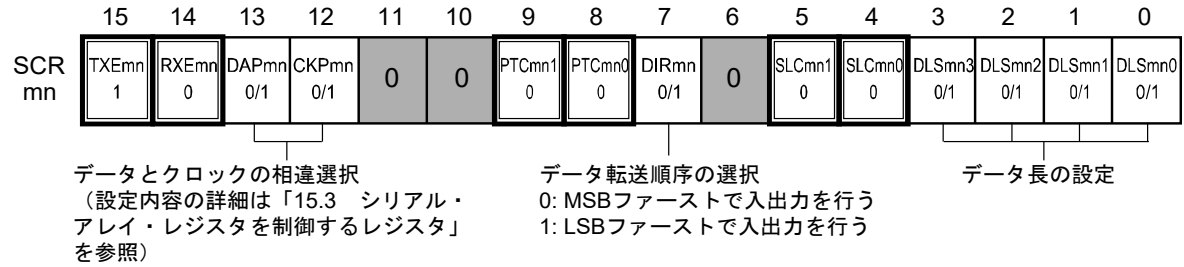 15 14 13 12 11 10 9 8 7 6 5 4 3 2 1 0
SCR
mn
TXEmn RXEmn DAPmn CKPmn 0 0 PTCmn1 PTCmn0 DIRmn 0 SLCmn1 SLCmn0 DLSmn3 DLSmn2 DLSmn1 DLSmn0
1 0 0/1 0/1 0 0 0/1 0 0 0/1 0/1 0/1 0/1
データとクロックの相違選択
(設定内容の詳細は「15.3 シリアル・
アレイ・レジスタを制御するレジスタ」
を参照)
データ転送順序の選択
0: MSBファーストで入出力を行う
1: LSBファーストで入出力を行う
データ長の設定